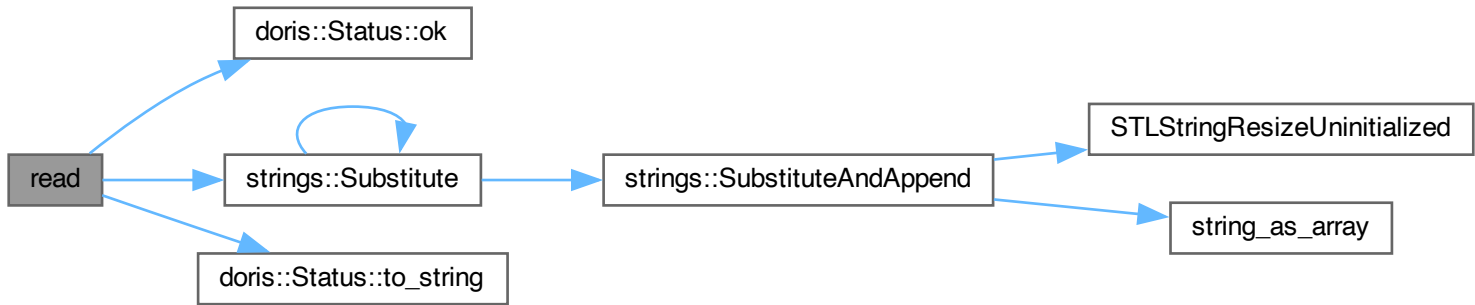 doris::Status::ok
read
strings::Substitute
strings::SubstituteAndAppend
STLStringResizeUninitialized
string_as_array
doris::Status::to_string